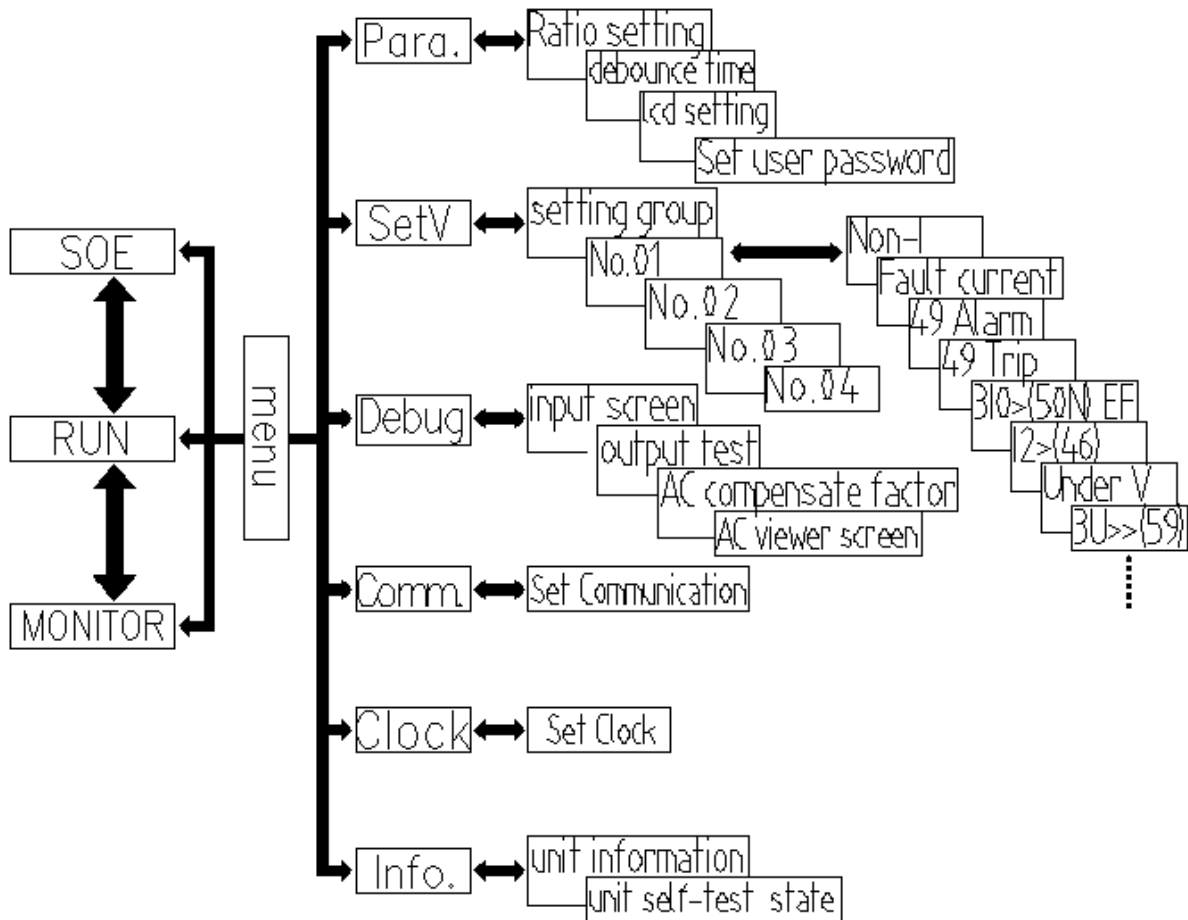 Para.
Ratio setting
debounce time
lcd setting
Set user password
SetV
setting group
No.01
No.02
No.03
No.04
Non-I
Fault current
49 Alarm
49 Trip
3I0>(50N) EF
I2>(46)
Under V
3U>>(59)
SOE
RUN
MONITOR
menu
Debug
input screen
output test
AC compensate factor
AC viewer screen
Comm.
Set Communication
Clock
Set Clock
Info.
unit information
unit self-test state